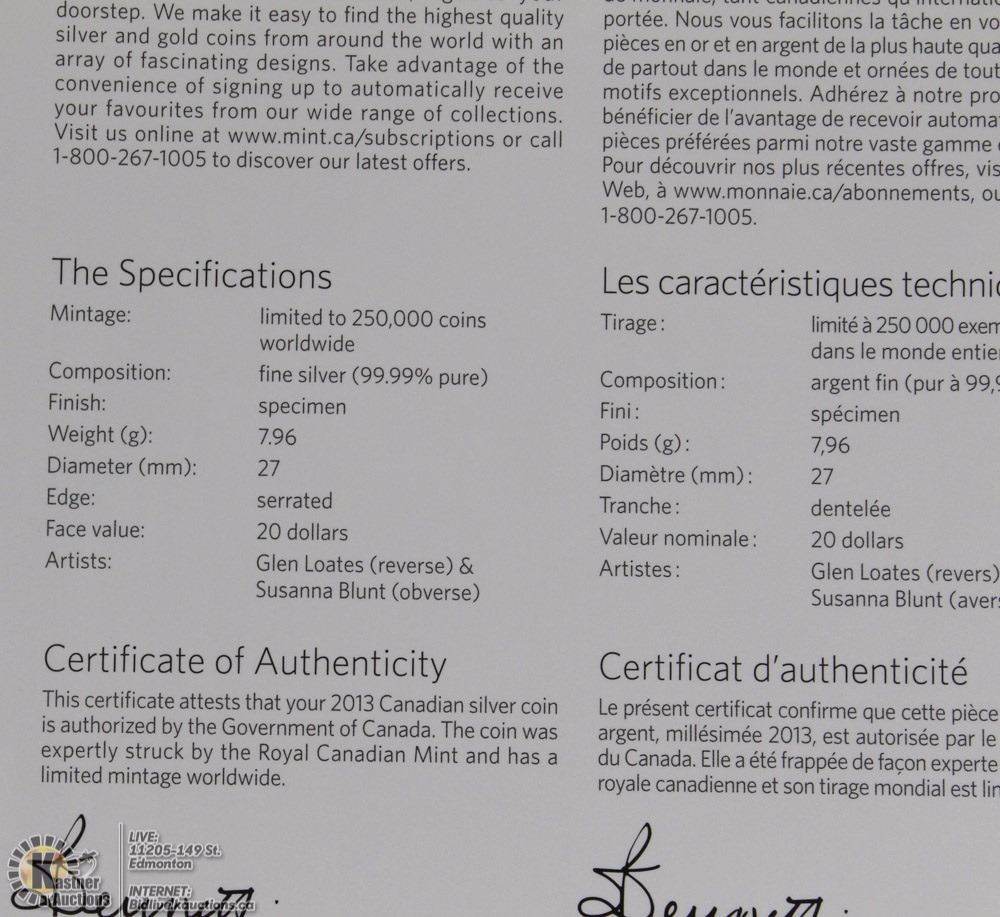 doorstep. We make it easy to find the highest quality
silver and gold coins from around the world with an
array of fascinating designs. Take advantage of the
convenience of signing up to automatically receive
your favourites from our wide range of collections.
Visit us online at www.mint.ca/subscriptions or call
1-800-267-1005 to discover our latest offers.
The Specifications
Mintage: limited to 250,000 coins
worldwide
Composition: fine silver (99.99% pure)
Finish: specimen
Weight (g): 7.96
Diameter (mm): 27
Edge: serrated
Face value: 20 dollars
Artists: Glen Loates (reverse) &
Susanna Blunt (obverse)
Certificate of Authenticity
This certificate attests that your 2013 Canadian silver coin
is authorized by the Government of Canada. The coin was
expertly struck by the Royal Canadian Mint and has a
limited mintage worldwide.
portée. Nous vous facilitons la tâche en vo
pièces en or et en argent de la plus haute qua
de partout dans le monde et ornées de tout
motifs exceptionnels. Adhérez à notre pro
bénéficier de l'avantage de recevoir automa
pièces préférées parmi notre vaste gamme
Pour découvrir nos plus récentes offres, vis
Web, à www.monnaie.ca/abonnements, ou
1-800-267-1005.
Les caractéristiques techni
Tirage : limité à 250 000 exem
dans le monde entie
Composition : argent fin (pur à 99,9
Fini : spécimen
Poids (g) : 7,96
Diamètre (mm) : 27
Tranche : dentelée
Valeur nominale : 20 dollars
Artistes : Glen Loates (revers)
Susanna Blunt (aver
Certificat d'authenticité
Le présent certificat confirme que cette pièce
argent, millésimée 2013, est autorisée par le
du Canada. Elle a été frappée de façon experte
royale canadienne et son tirage mondial est lim
Kastner
Auctions
LIVE:
11205-149 St.
Edmonton
INTERNET:
Bidlive.kauctions.ca